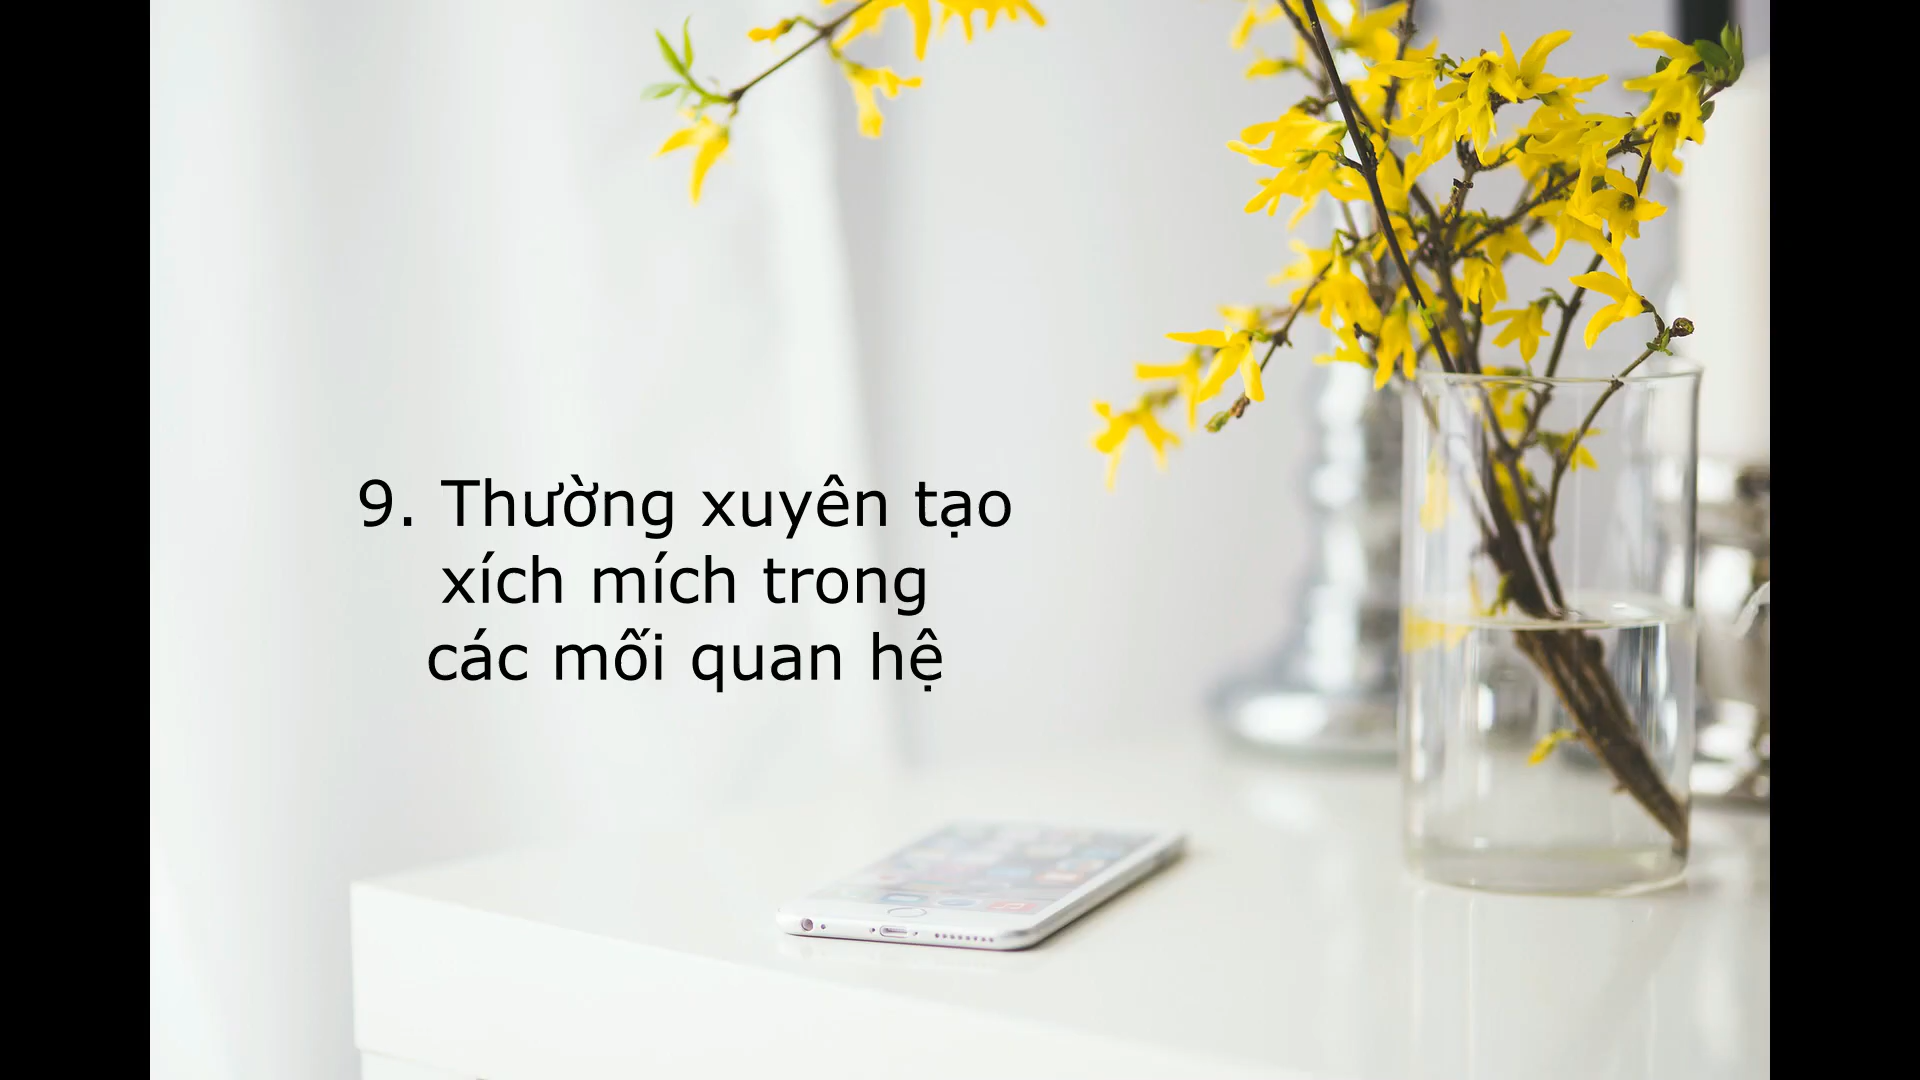 9. Thường xuyên tạo
xích mích trong
các mối quan hệ